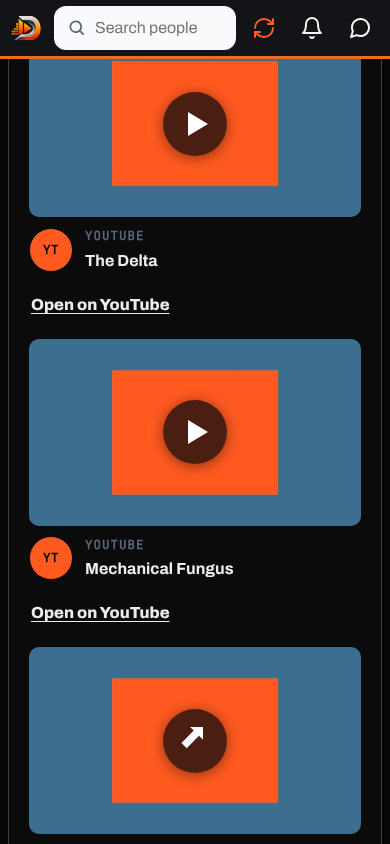 Search people
YT
YOUTUBE
The Delta
Open on YouTube
YT
YOUTUBE
Mechanical Fungus
Open on YouTube